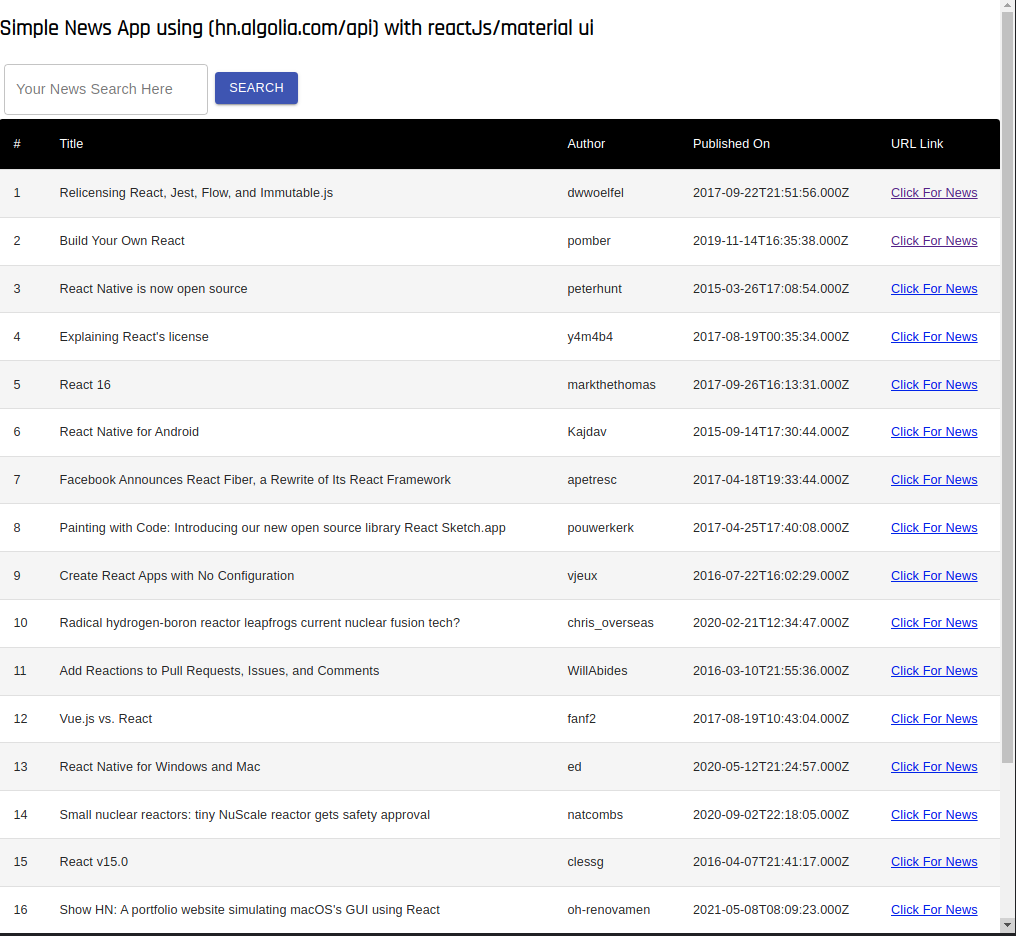 Simple News App using (hn.algolia.com/api) with reactJs/material ui
Your News Search Here SEARCH
# Title Author Published On URL Link
1 Relicensing React, Jest, Flow, and Immutable.js dwwoelfel 2017-09-22T21:51:56.000Z Click For News
2 Build Your Own React pomber 2019-11-14T16:35:38.000Z Click For News
3 React Native is now open source peterhunt 2015-03-26T17:08:54.000Z Click For News
4 Explaining React's license y4m4b4 2017-08-19T00:35:34.000Z Click For News
5 React 16 markthethomas 2017-09-26T16:13:31.000Z Click For News
6 React Native for Android Kajdav 2015-09-14T17:30:44.000Z Click For News
7 Facebook Announces React Fiber, a Rewrite of Its React Framework apetresc 2017-04-18T19:33:44.000Z Click For News
8 Painting with Code: Introducing our new open source library React Sketch.app pouwerkerk 2017-04-25T17:40:08.000Z Click For News
9 Create React Apps with No Configuration vjeux 2016-07-22T16:02:29.000Z Click For News
10 Radical hydrogen-boron reactor leapfrogs current nuclear fusion tech? chris_overseas 2020-02-21T12:34:47.000Z Click For News
11 Add Reactions to Pull Requests, Issues, and Comments WillAbides 2016-03-10T21:55:36.000Z Click For News
12 Vue.js vs. React fanf2 2017-08-19T10:43:04.000Z Click For News
13 React Native for Windows and Mac ed 2020-05-12T21:24:57.000Z Click For News
14 Small nuclear reactors: tiny NuScale reactor gets safety approval natcombs 2020-09-02T22:18:05.000Z Click For News
15 React v15.0 clessg 2016-04-07T21:41:17.000Z Click For News
16 Show HN: A portfolio website simulating macOS's GUI using React oh-renovamen 2021-05-08T08:09:23.000Z Click For News